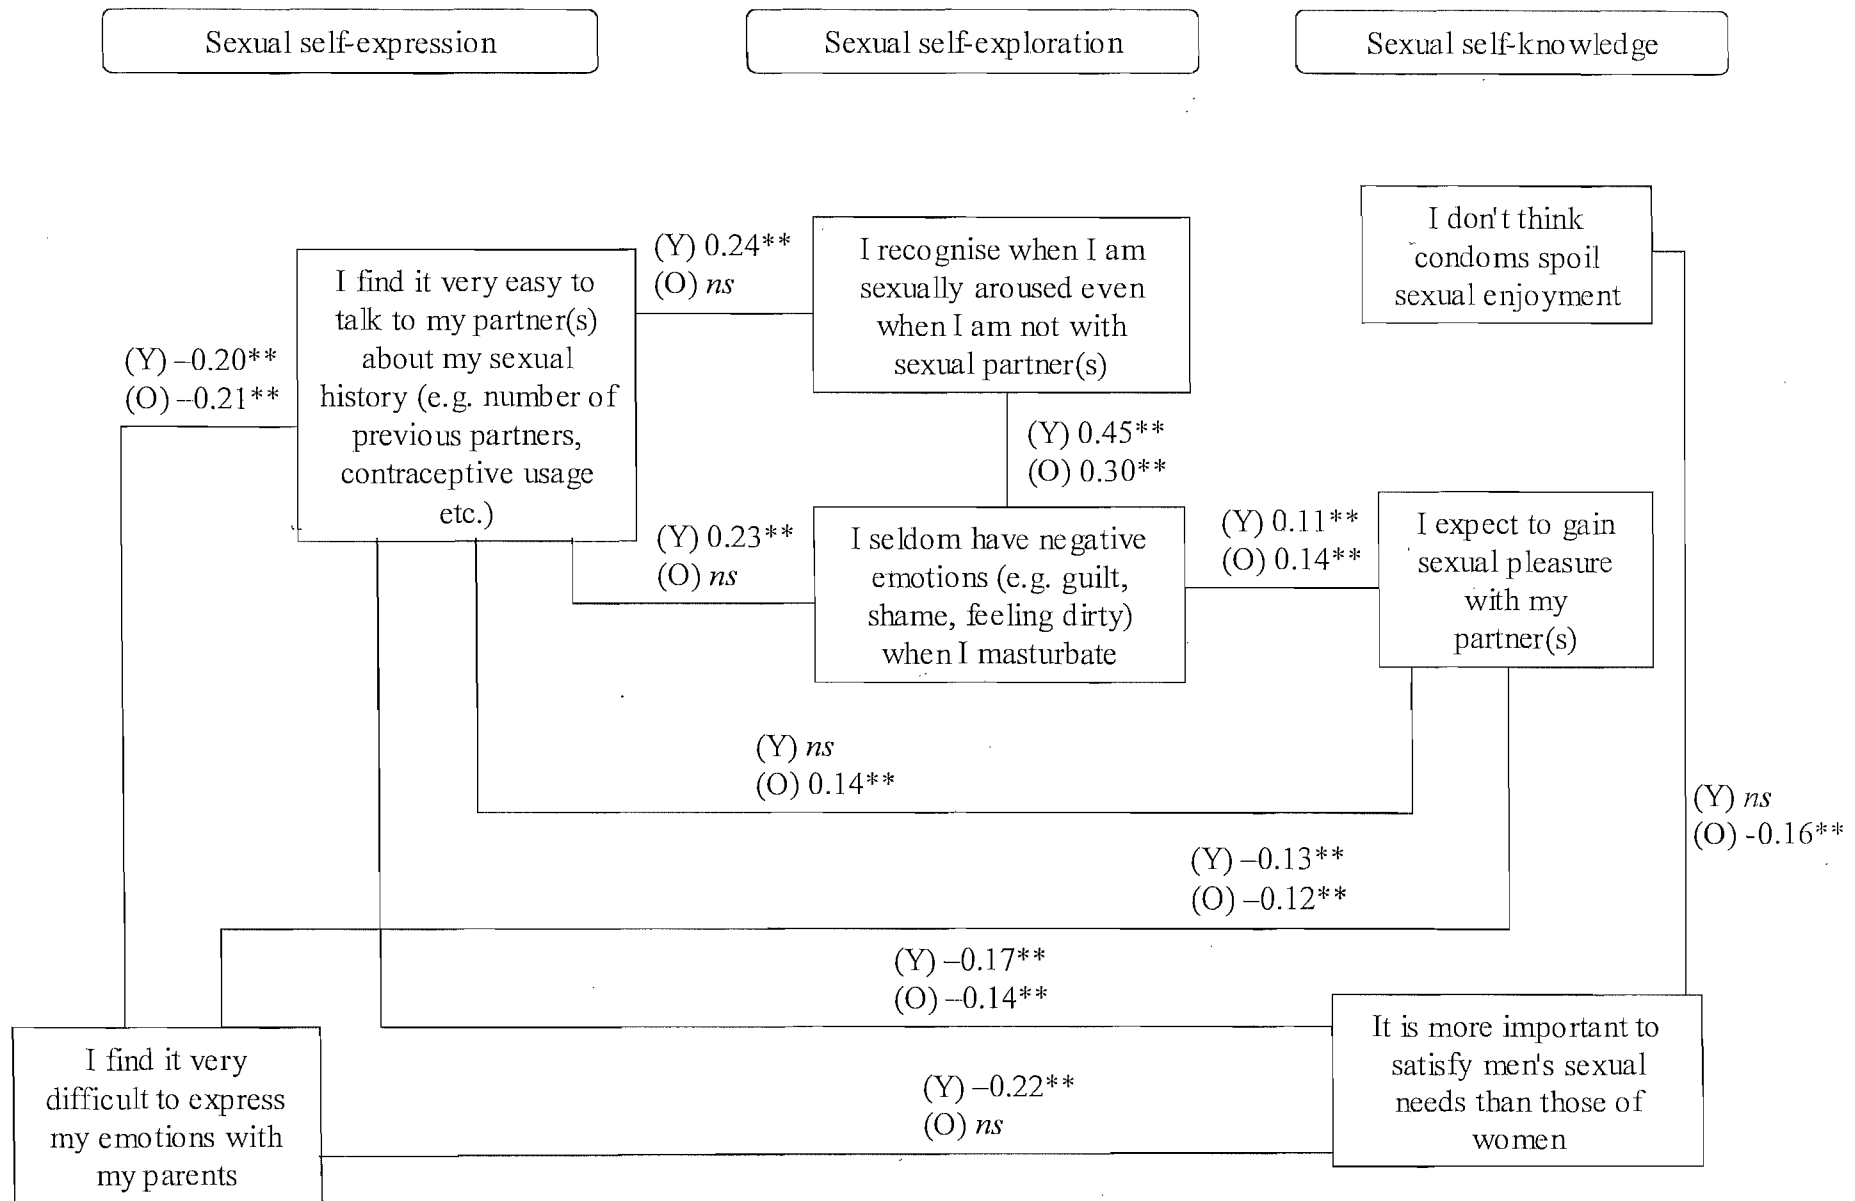 Sexual self-expression
Sexual self-exploration
Sexual self-knowledge
I don't think
condoms spoil
sexual enjoyment
(Y) 0.24**
(O) ns
I recognise when I am
sexually aroused even
when I am not with
sexual partner(s)
I find it very easy to
talk to my partner(s)
about my sexual
history (e.g. number of
previous partners,
contraceptive usage
etc.)
(Y) –0.20**
(O) –0.21**
(Y) 0.45**
(O) 0.30**
(Y) 0.23**
(O) ns
I seldom have negative
emotions (e.g. guilt,
shame, feeling dirty)
when I masturbate
(Y) 0.11**
(O) 0.14**
I expect to gain
sexual pleasure
with my
partner(s)
(Y) ns
(O) 0.14**
(Y) ns
(O) -0.16**
(Y) –0.13**
(O) –0.12**
(Y) –0.17**
(O) –0.14**
I find it very
difficult to express
my emotions with
my parents
(Y) –0.22**
(O) ns
It is more important to
satisfy men's sexual
needs than those of
women